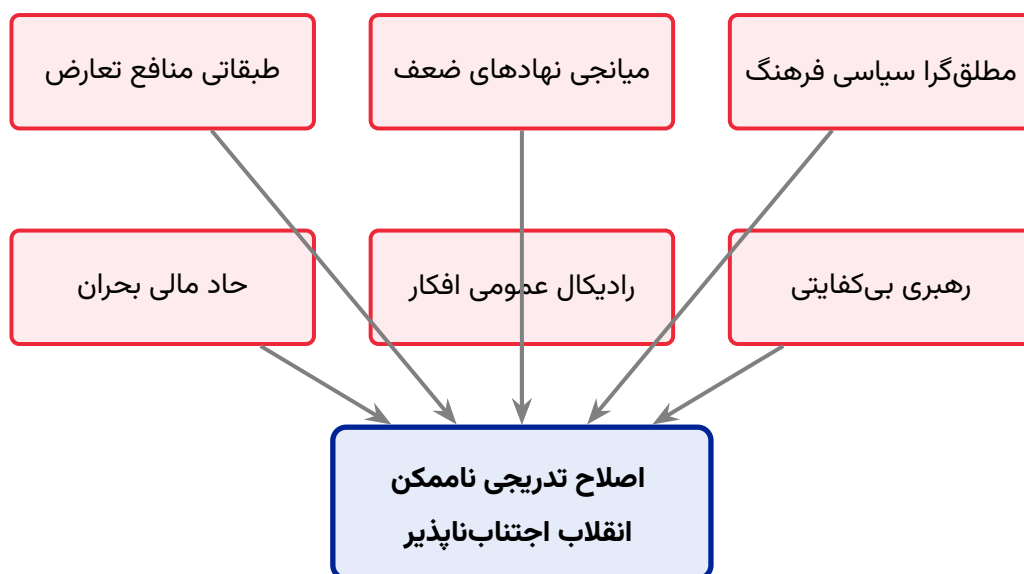 مطلق‌گرا سیاسی فرهنگ
میانجی نهادهای ضعف
طبقاتی منافع تعارض
رهبری بی‌کفایتی
رادیکال عمومی افکار
حاد مالی بحران
اصلاح تدریجی ناممکن
انقلاب اجتناب‌ناپذیر